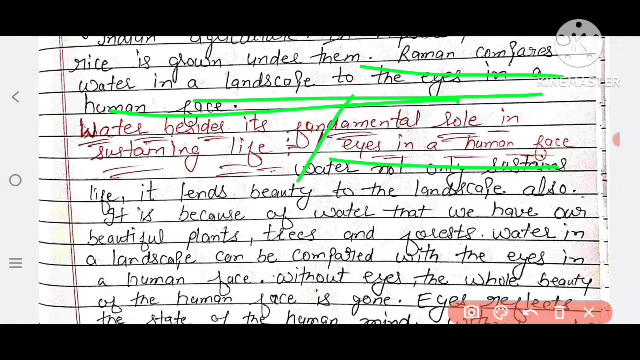 Indian agriculture
rice is grown under them. Raman compares
water in a landscape to the eyes in a
human face.
Water besides its fundamental role in
sustaining life : eyes in a human face
water not only sustains
life, it lends beauty to the landscape also.
It is because of water that we have our
beautiful plants, trees and forests. Water in
a landscape can be compared with the eyes in
a human face. without eyes, the whole beauty
of the human face is gone. Eyes reflects
the state of the human mind.
KINEMASTER